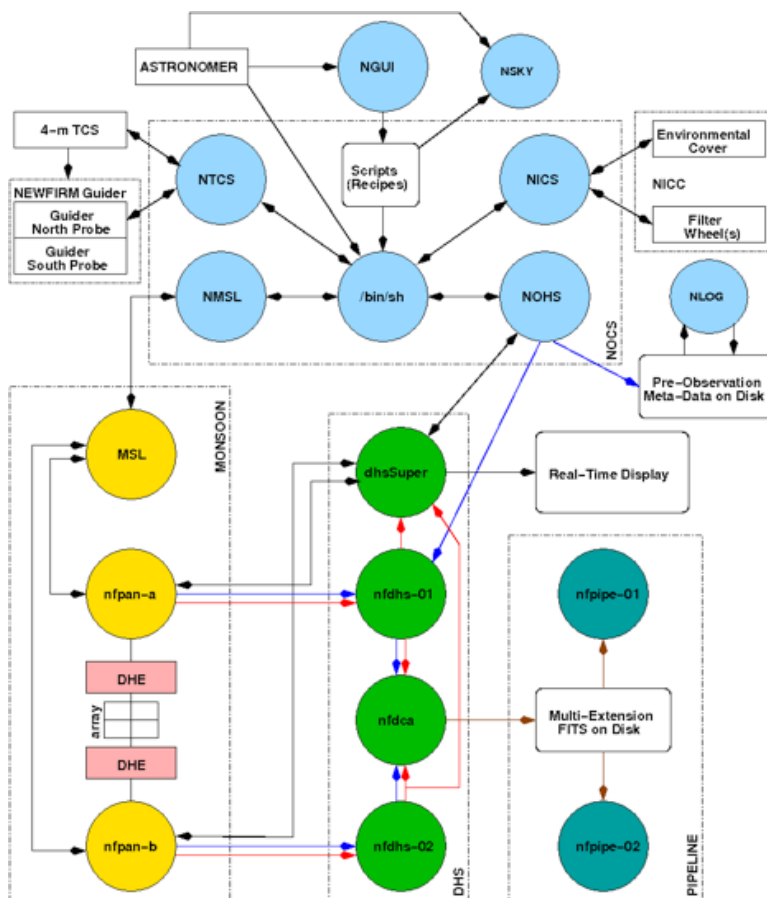 ASTRONOMER
NGUI
NSKY
4-m TCS
NTCS
Scripts
(Recipes)
NICS
Environmental
Cover
NICC
Filter
Wheel(s)
NEWFIRM Guider
Guider
North Probe
Guider
South Probe
NMSL
/bin/sh
NOHS
NOCS
NLOG
Pre-Observation
Meta-Data on Disk
MSL
MONSOON
dhsSuper
Real-Time Display
nfpan-a
nfdhs-01
nfpipe-01
DHE
array
nfdca
Multi-Extension
FITS on Disk
DHE
nfpan-b
nfdhs-02
DHS
nfpipe-02
PIPELINE